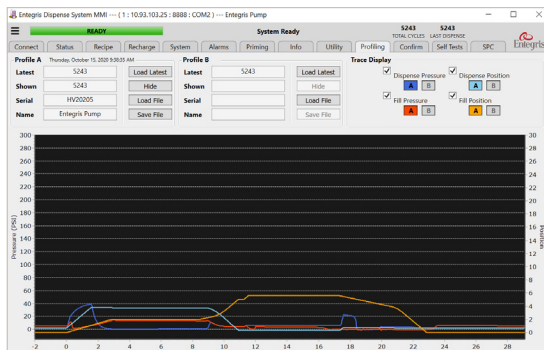 Entegris Dispense System MMI --- ( 1 : 10.93.103.25 : 8888 : COM2 ) --- Entegris Pump
READY
System Ready
5243 5243
TOTAL CYCLES LAST DISPENSE
Connect Status Recipe Recharge System Alarms Priming Info Utility Profiling Confirm Self Tests SPC
Entegris
Profile A Thursday, October 15, 2020 9:36:35 AM
Latest 5243 Load Latest
Shown 5243 Hide
Serial HV20205 Load File
Name Entegris Pump Save File
Profile B
Latest 5243 Load Latest
Shown Hide
Serial Load File
Name Save File
Trace Display
Dispense Pressure Dispense Position
A B A B
Fill Pressure Fill Position
A B A B
Pressure (PSI)
300
280
260
240
220
200
180
160
140
120
100
80
60
40
20
0
Position
30
28
26
24
22
20
18
16
14
12
10
8
6
4
2
0
-2 0 2 4 6 8 10 12 14 16 18 20 22 24 26 28